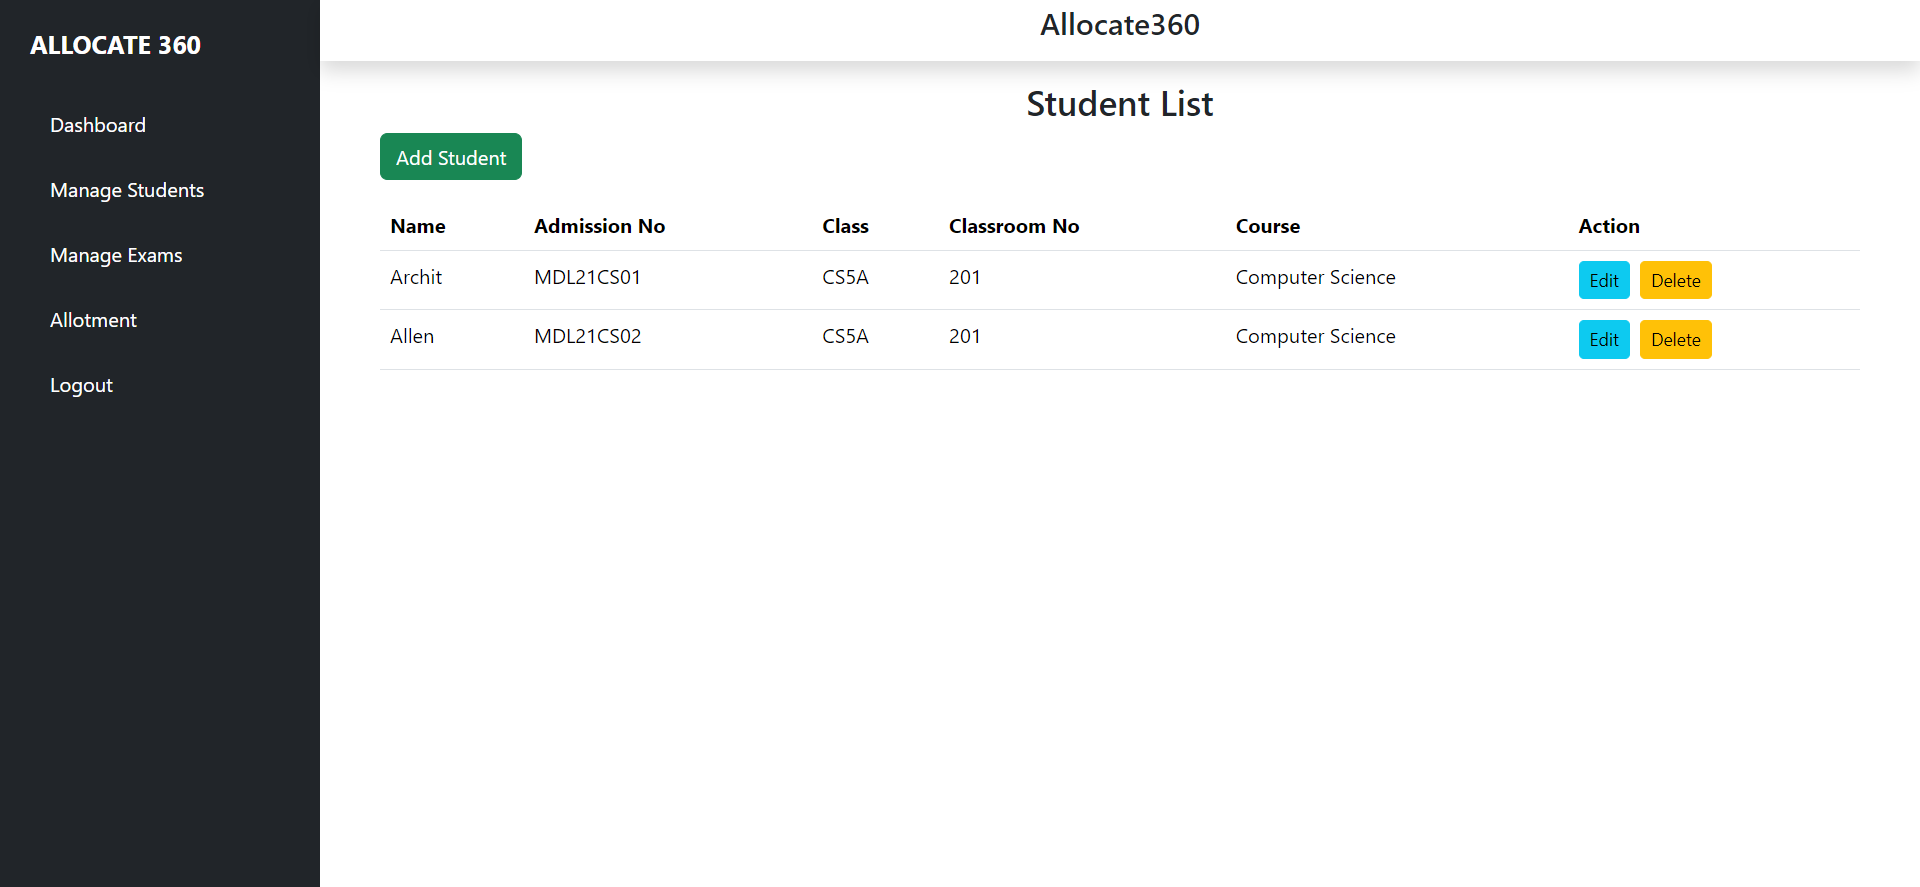 ALLOCATE 360
Dashboard
Manage Students
Manage Exams
Allotment
Logout
Allocate360
Student List
Add Student
Name Admission No Class Classroom No Course Action
Archit MDL21CS01 CS5A 201 Computer Science Edit Delete
Allen MDL21CS02 CS5A 201 Computer Science Edit Delete